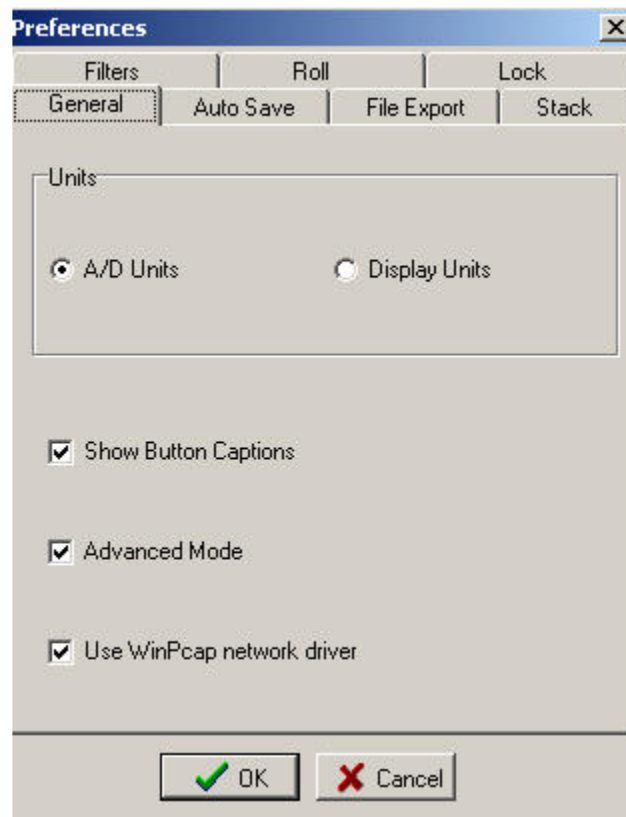 Preferences
Filters Roll Lock
General Auto Save File Export Stack
Units
A/D Units Display Units
Show Button Captions
Advanced Mode
Use WinPcap network driver
OK Cancel